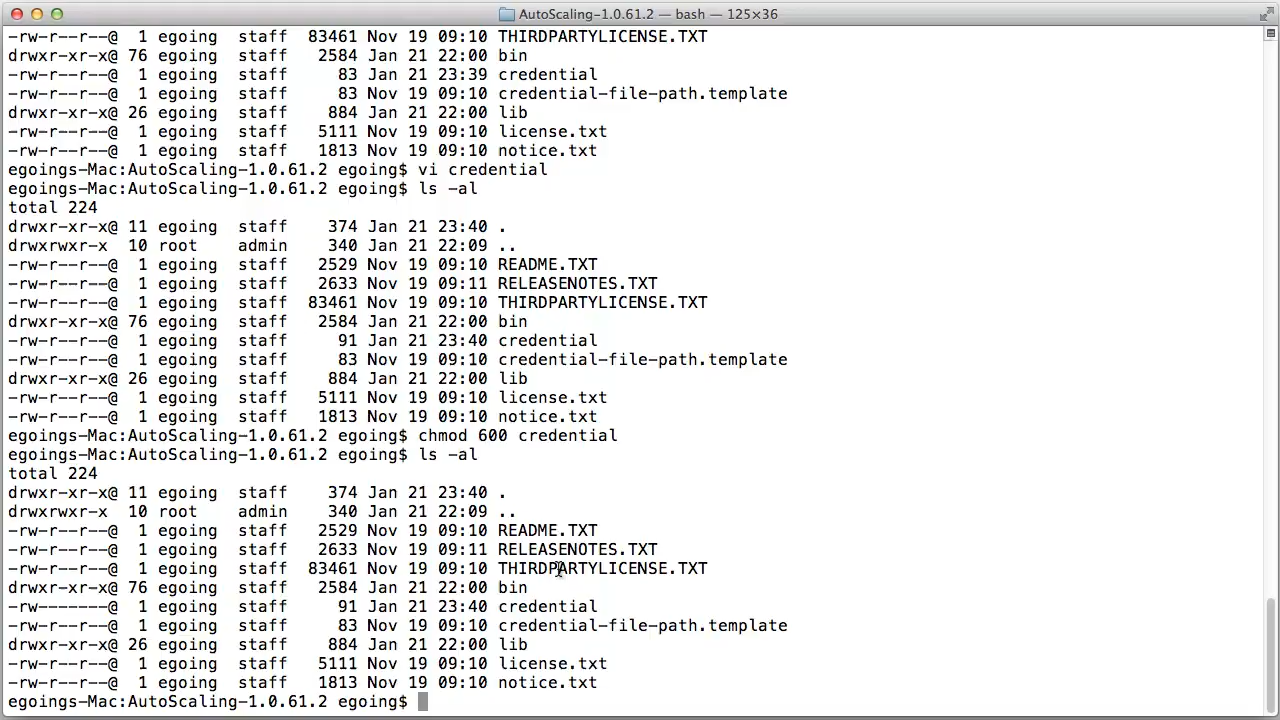 AutoScaling-1.0.61.2 — bash — 125×36
-rw-r--r--@  1 egoing  staff  83461 Nov 19 09:10 THIRDPARTYLICENSE.TXT
drwxr-xr-x@ 76 egoing  staff   2584 Jan 21 22:00 bin
-rw-r--r--@  1 egoing  staff     83 Jan 21 23:39 credential
-rw-r--r--@  1 egoing  staff     83 Nov 19 09:10 credential-file-path.template
drwxr-xr-x@ 26 egoing  staff    884 Jan 21 22:00 lib
-rw-r--r--@  1 egoing  staff   5111 Nov 19 09:10 license.txt
-rw-r--r--@  1 egoing  staff   1813 Nov 19 09:10 notice.txt
egoings-Mac:AutoScaling-1.0.61.2 egoing$ vi credential
egoings-Mac:AutoScaling-1.0.61.2 egoing$ ls -al
total 224
drwxr-xr-x@ 11 egoing  staff    374 Jan 21 23:40 .
drwxrwxr-x  10 root    admin    340 Jan 21 22:09 ..
-rw-r--r--@  1 egoing  staff   2529 Nov 19 09:10 README.TXT
-rw-r--r--@  1 egoing  staff   2633 Nov 19 09:11 RELEASENOTES.TXT
-rw-r--r--@  1 egoing  staff  83461 Nov 19 09:10 THIRDPARTYLICENSE.TXT
drwxr-xr-x@ 76 egoing  staff   2584 Jan 21 22:00 bin
-rw-r--r--@  1 egoing  staff     91 Jan 21 23:40 credential
-rw-r--r--@  1 egoing  staff     83 Nov 19 09:10 credential-file-path.template
drwxr-xr-x@ 26 egoing  staff    884 Jan 21 22:00 lib
-rw-r--r--@  1 egoing  staff   5111 Nov 19 09:10 license.txt
-rw-r--r--@  1 egoing  staff   1813 Nov 19 09:10 notice.txt
egoings-Mac:AutoScaling-1.0.61.2 egoing$ chmod 600 credential
egoings-Mac:AutoScaling-1.0.61.2 egoing$ ls -al
total 224
drwxr-xr-x@ 11 egoing  staff    374 Jan 21 23:40 .
drwxrwxr-x  10 root    admin    340 Jan 21 22:09 ..
-rw-r--r--@  1 egoing  staff   2529 Nov 19 09:10 README.TXT
-rw-r--r--@  1 egoing  staff   2633 Nov 19 09:11 RELEASENOTES.TXT
-rw-r--r--@  1 egoing  staff  83461 Nov 19 09:10 THIRDPARTYLICENSE.TXT
drwxr-xr-x@ 76 egoing  staff   2584 Jan 21 22:00 bin
-rw-------@  1 egoing  staff     91 Jan 21 23:40 credential
-rw-r--r--@  1 egoing  staff     83 Nov 19 09:10 credential-file-path.template
drwxr-xr-x@ 26 egoing  staff    884 Jan 21 22:00 lib
-rw-r--r--@  1 egoing  staff   5111 Nov 19 09:10 license.txt
-rw-r--r--@  1 egoing  staff   1813 Nov 19 09:10 notice.txt
egoings-Mac:AutoScaling-1.0.61.2 egoing$